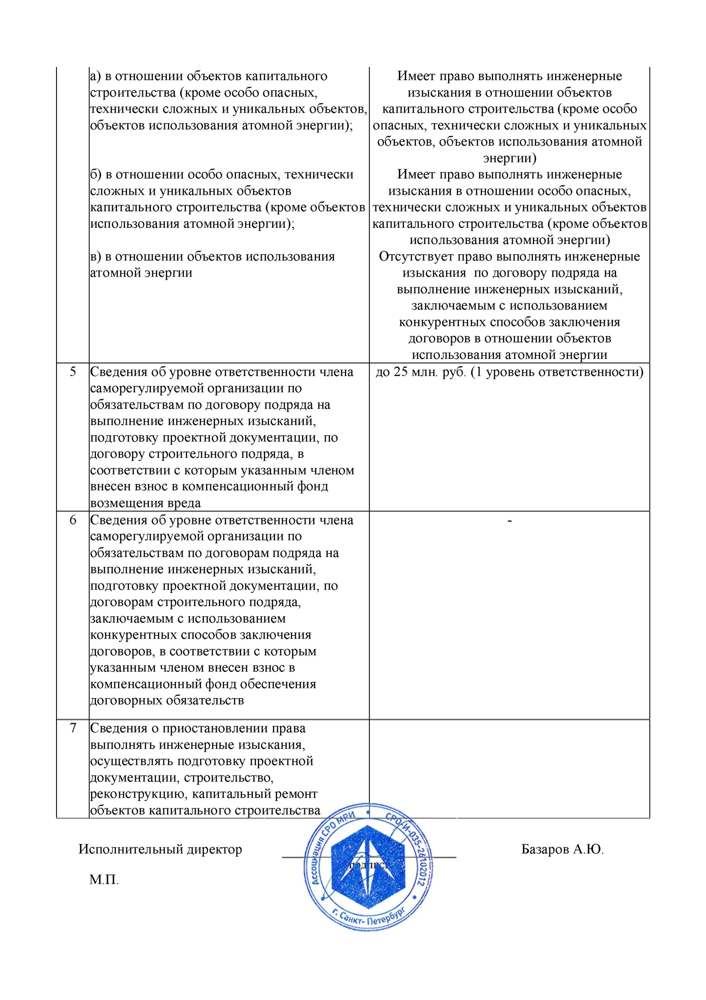 а) в отношении объектов капитального
строительства (кроме особо опасных,
технически сложных и уникальных объектов,
объектов использования атомной энергии);
Имеет право выполнять инженерные
изыскания в отношении объектов
капитального строительства (кроме особо
опасных, технически сложных и уникальных
объектов, объектов использования атомной
энергии)
б) в отношении особо опасных, технически
сложных и уникальных объектов
капитального строительства (кроме объектов
использования атомной энергии);
Имеет право выполнять инженерные
изыскания в отношении особо опасных,
технически сложных и уникальных объектов
капитального строительства (кроме объектов
использования атомной энергии)
в) в отношении объектов использования
атомной энергии
Отсутствует право выполнять инженерные
изыскания по договору подряда на
выполнение инженерных изысканий,
заключаемым с использованием
конкурентных способов заключения
договоров в отношении объектов
использования атомной энергии
5
Сведения об уровне ответственности члена
саморегулируемой организации по
обязательствам по договору подряда на
выполнение инженерных изысканий,
подготовку проектной документации, по
договору строительного подряда, в
соответствии с которым указанным членом
внесен взнос в компенсационный фонд
возмещения вреда
до 25 млн. руб. (1 уровень ответственности)
6
Сведения об уровне ответственности члена
саморегулируемой организации по
обязательствам по договорам подряда на
выполнение инженерных изысканий,
подготовку проектной документации, по
договорам строительного подряда,
заключаемым с использованием
конкурентных способов заключения
договоров, в соответствии с которым
указанным членом внесен взнос в
компенсационный фонд обеспечения
договорных обязательств
-
7
Сведения о приостановлении права
выполнять инженерные изыскания,
осуществлять подготовку проектной
документации, строительство,
реконструкцию, капитальный ремонт
объектов капитального строительства
Исполнительный директор
Базаров А.Ю.
М.П.
Ассоциация СРО МРИ • СРО-И-035-26102012 •
г. Санкт- Петербург •